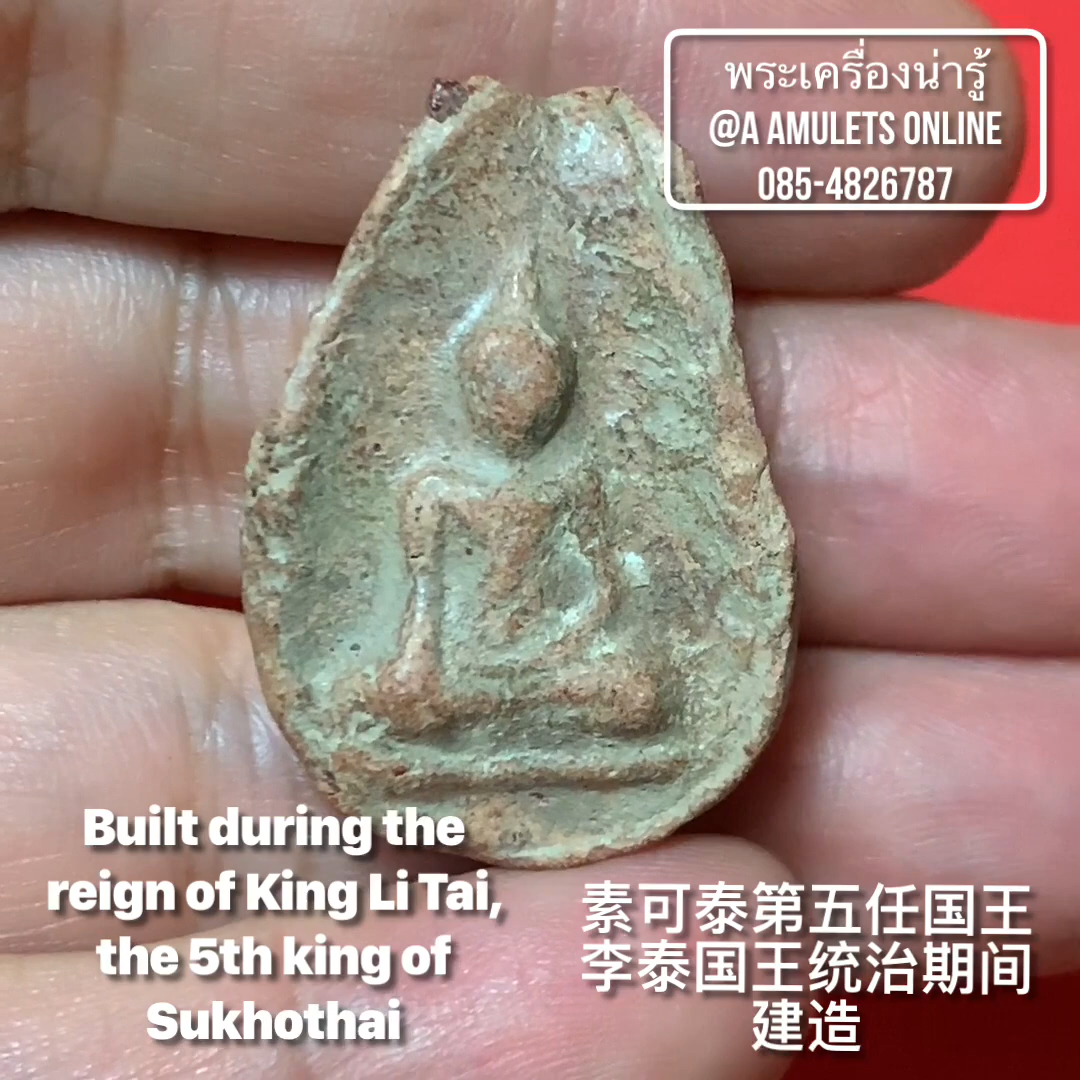 พระเครื่องน่ารู้
@A AMULETS ONLINE
085-4826787
Built during the
reign of King Li Tai,
the 5th king of
Sukhothai
素可泰第五任国王
李泰国王统治期间
建造